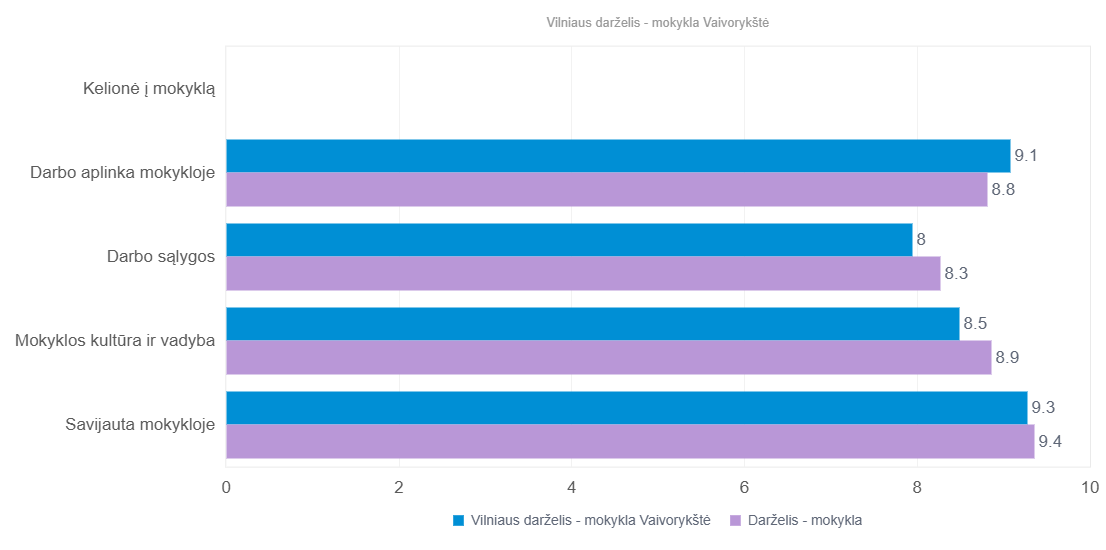 Vilniaus darželis - mokykla Vaivorykštė
Kelionė į mokyklą
Darbo aplinka mokykloje
9.1
8.8
Darbo sąlygos
8
8.3
Mokyklos kultūra ir vadyba
8.5
8.9
Savijauta mokykloje
9.3
9.4
0 2 4 6 8 10
Vilniaus darželis - mokykla Vaivorykštė Darželis - mokykla